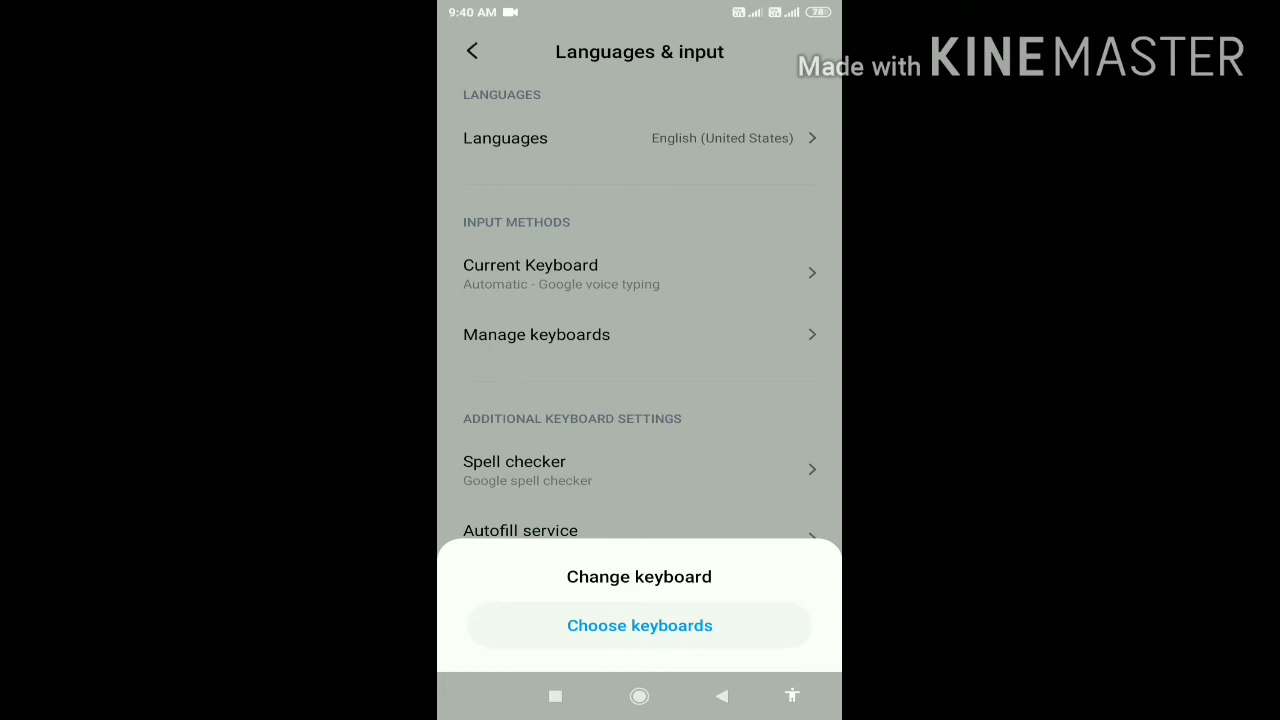 9:40 AM
78
Languages & input
Made with KINEMASTER
LANGUAGES
Languages
English (United States)
INPUT METHODS
Current Keyboard
Automatic - Google voice typing
Manage keyboards
ADDITIONAL KEYBOARD SETTINGS
Spell checker
Google spell checker
Autofill service
Change keyboard
Choose keyboards